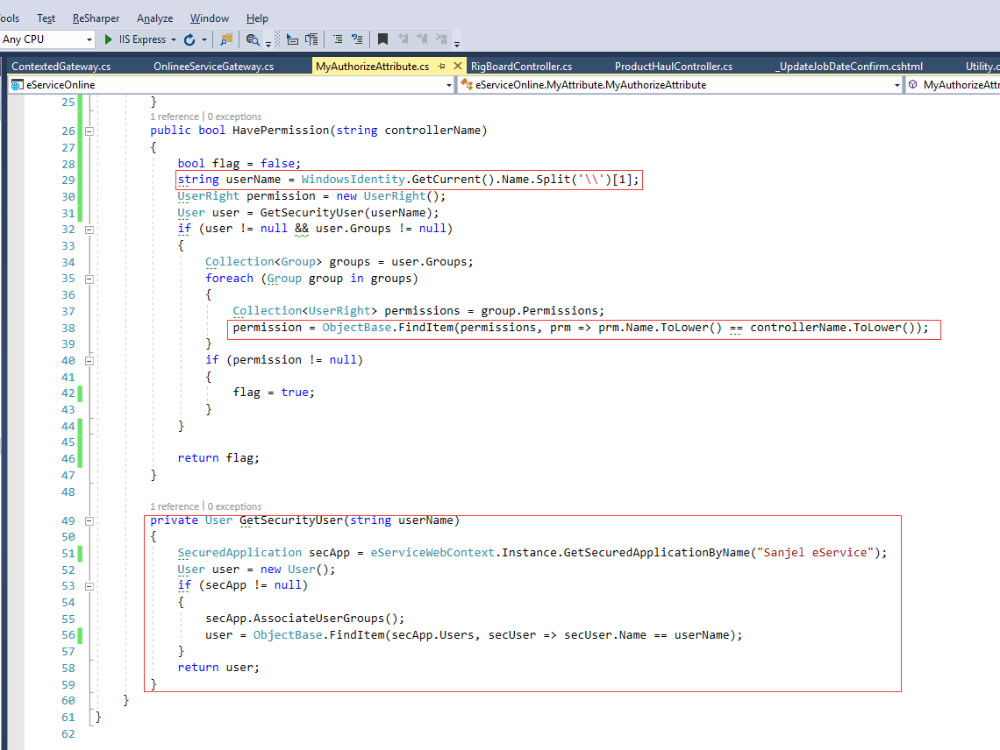 ools Test ReSharper Analyze Window Help
Any CPU IIS Express
ContextedGateway.cs OnlineeServiceGateway.cs MyAuthorizeAttribute.cs RigBoardController.cs ProductHaulController.cs _UpdateJobDateConfirm.cshtml Utility.c
eServiceOnline eServiceOnline.MyAttribute.MyAuthorizeAttribute MyAuthorizeAttr
25 }
1 reference | 0 exceptions
26 public bool HavePermission(string controllerName)
27 {
28 bool flag = false;
29 string userName = WindowsIdentity.GetCurrent().Name.Split('\\')[1];
30 UserRight permission = new UserRight();
31 User user = GetSecurityUser(userName);
32 if (user != null && user.Groups != null)
33 {
34 Collection<Group> groups = user.Groups;
35 foreach (Group group in groups)
36 {
37 Collection<UserRight> permissions = group.Permissions;
38 permission = ObjectBase.FindItem(permissions, prm => prm.Name.ToLower() == controllerName.ToLower());
39 }
40 if (permission != null)
41 {
42 flag = true;
43 }
44 }
45
46 return flag;
47 }
48
1 reference | 0 exceptions
49 private User GetSecurityUser(string userName)
50 {
51 SecuredApplication secApp = eServiceWebContext.Instance.GetSecuredApplicationByName("Sanjel eService");
52 User user = new User();
53 if (secApp != null)
54 {
55 secApp.AssociateUserGroups();
56 user = ObjectBase.FindItem(secApp.Users, secUser => secUser.Name == userName);
57 }
58 return user;
59 }
60 }
61 }
62